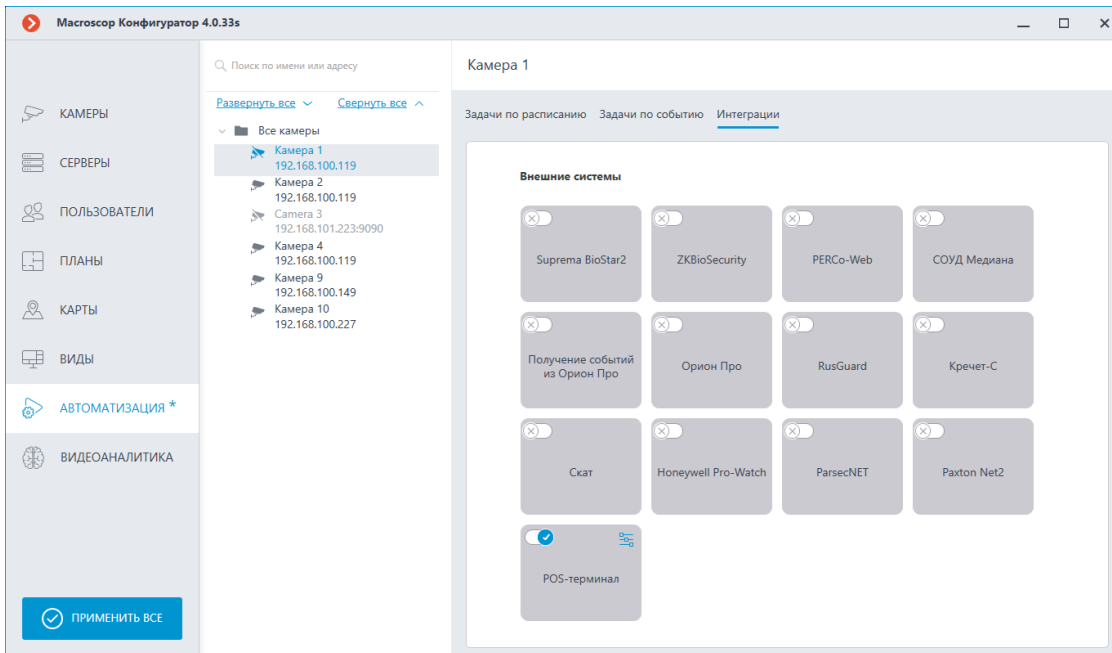 Macroscop Конфигуратор 4.0.33s
КАМЕРЫ
СЕРВЕРЫ
ПОЛЬЗОВАТЕЛИ
ПЛАНЫ
КАРТЫ
ВИДЫ
АВТОМАТИЗАЦИЯ *
ВИДЕОАНАЛИТИКА
ПРИМЕНИТЬ ВСЕ
Поиск по имени или адресу
Развернуть все Свернуть все
Все камеры
Камера 1
192.168.100.119
Камера 2
192.168.100.119
Camera 3
192.168.101.223:9090
Камера 4
192.168.100.119
Камера 9
192.168.100.149
Камера 10
192.168.100.227
Камера 1
Задачи по расписанию Задачи по событию Интеграции
Внешние системы
Suprema BioStar2
ZKBioSecurity
PERCo-Web
СОУД Медиана
Получение событий
из Орион Про
Орион Про
RusGuard
Кречет-С
Скат
Honeywell Pro-Watch
ParsecNET
Paxton Net2
POS-терминал